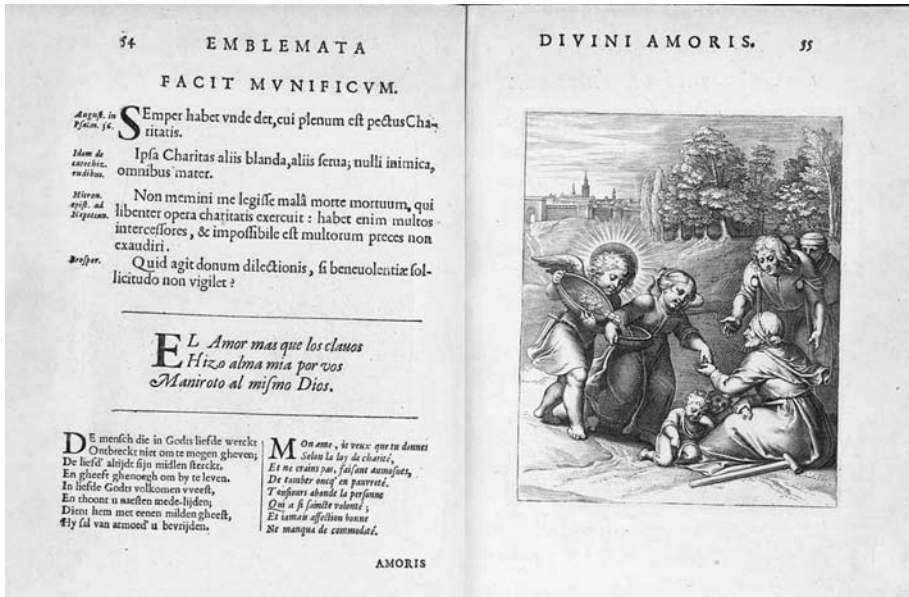 54 EMBLEMATA
FACIT MVNIFICVM.
August. in
Psalm. 36.
SEmper habet vnde det, cui plenum eſt pectus Cha-
ritatis.
Idem de
catechiz.
rudibus.
Ipſa Charitas aliis blanda, aliis ſeuera; nulli inimica,
omnibus mater.
Hieron.
epiſt. ad
Nepotian.
Non memini me legiſſe malâ morte mortuum, qui
libenter opera charitatis exercuit: habet enim multos
interceſſores, & impoſſibile eſt multorum preces non
exaudiri.
Proſper.
Quid agit donum dilectionis, ſi beneuolentiæ ſol-
licitudo non vigilet?
EL Amor mas que los clauos
Hizo alma mia por vos
Maniroto al miſmo Dios.
DE menſch die in Godts liefde werckt
Ontbreckt niet om te mogen gheven;
De liefd' altijdt ſijn midlen ſterckt,
En gheeft ghenoegh om by te leven.
In liefde Godts volkomen vveeſt,
En thoont u naeſten mede-lijden;
Dient hem met eenen milden gheeſt,
Hy ſal van armoed' u bevrijden.
MOn ame, ie veux que tu donnes
Selon la loy de charité,
Et ne crains pas, faiſant aumoſnes,
De tomber oncq' en pauureté.
Touſiours abonde la perſonne
Qui a ſi ſaincte volonté;
Et iamais affection bonne
Ne manqua de commodité.
AMORIS
DIVINI AMORIS. 55